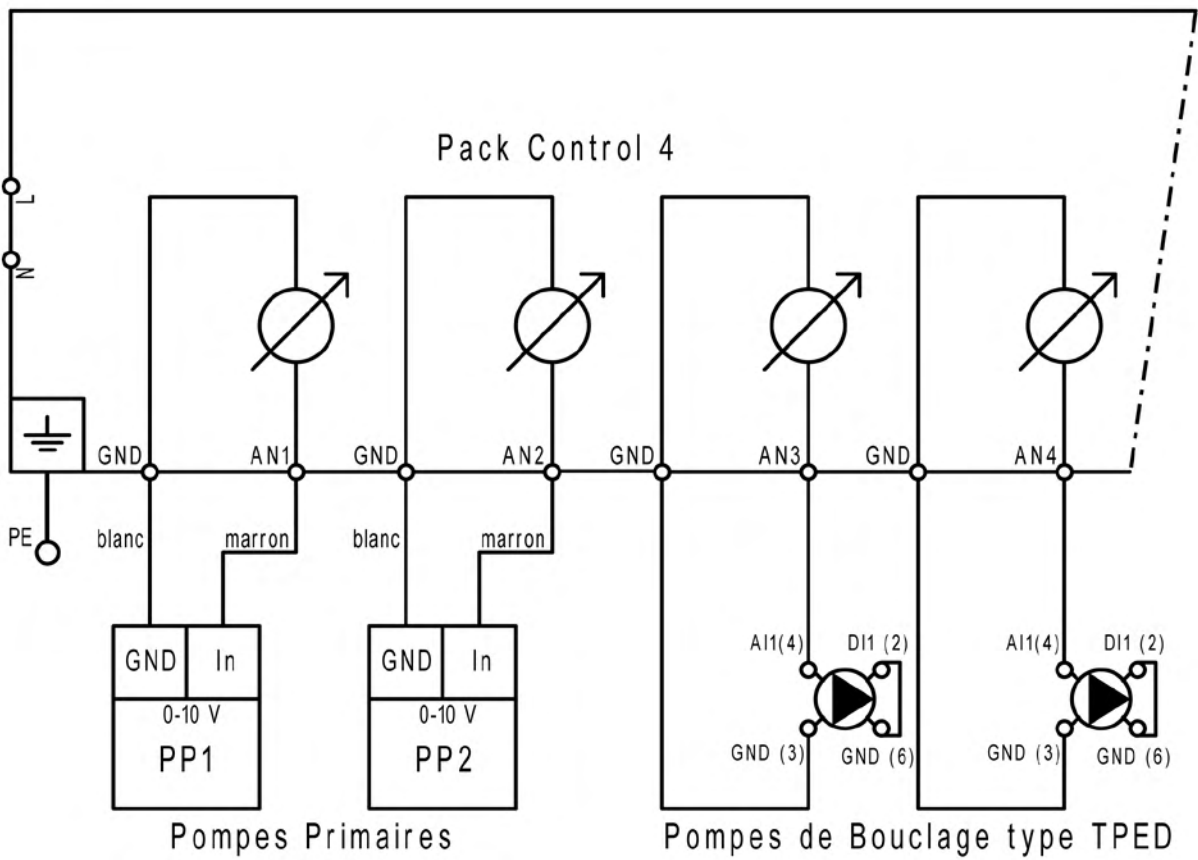 Pack Control 4
L
N
GND AN1 GND AN2 GND AN3 GND AN4
PE blanc marron blanc marron
GND In GND In AI1(4) DI1 (2) AI1(4) DI1 (2)
0-10 V 0-10 V
PP1 PP2 GND (3) GND (6) GND (3) GND (6)
Pompes Primaires Pompes de Bouclage type TPED